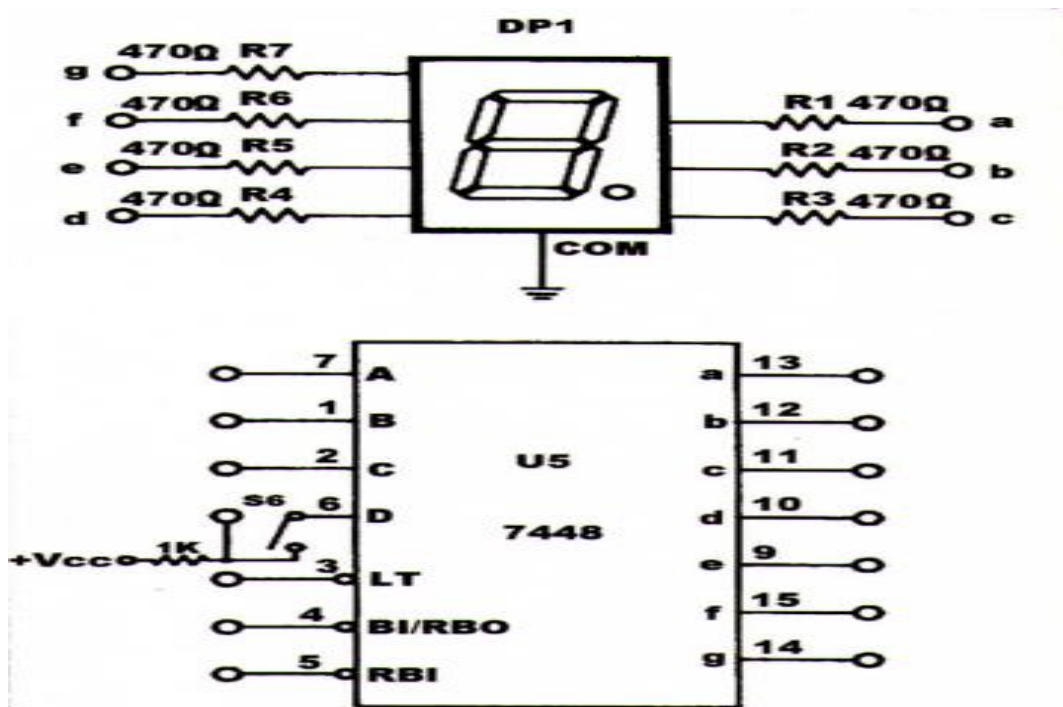 DP1
470Ω R7
g
470Ω R6
f
470Ω R5
e
470Ω R4
d
R1 470Ω
a
R2 470Ω
b
R3 470Ω
c
COM
7 A
1 B
2 C
S6 6 D
+Vcc 1K
3 LT
4 BI/RBO
5 RBI
U5
7448
a 13
b 12
c 11
d 10
e 9
f 15
g 14